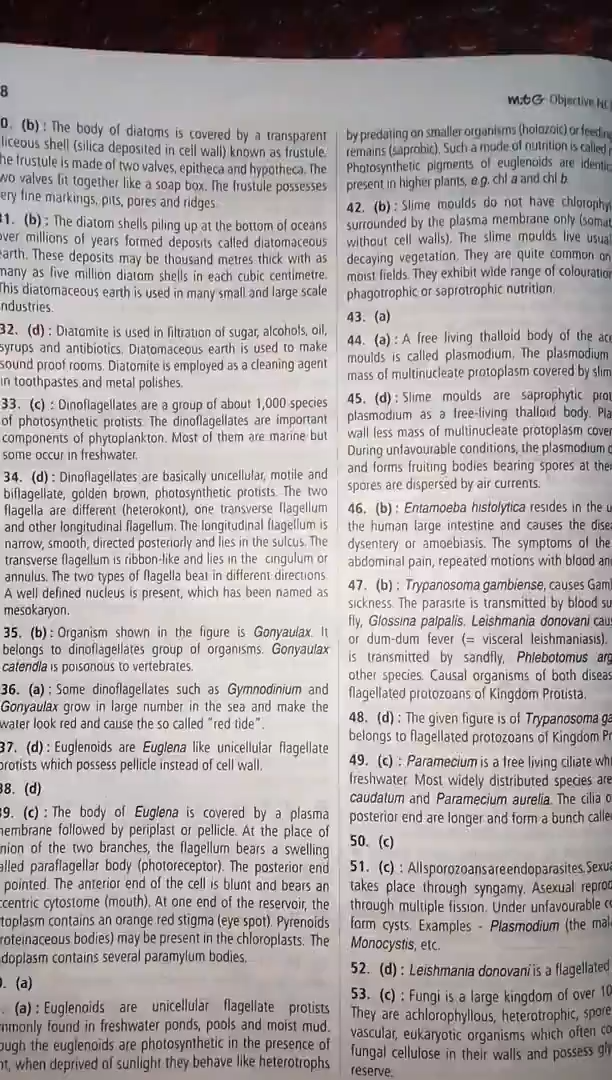 8
mtG Objective NC
0. (b) : The body of diatoms is covered by a transparent
liceous shell (silica deposited in cell wall) known as frustule.
he frustule is made of two valves, epitheca and hypotheca. The
wo valves fit together like a soap box. The frustule possesses
ery fine markings, pits, pores and ridges.
31. (b) : The diatom shells piling up at the bottom of oceans
over millions of years formed deposits called diatomaceous
earth. These deposits may be thousand metres thick with as
many as five million diatom shells in each cubic centimetre.
This diatomaceous earth is used in many small and large scale
industries.
32. (d) : Diatomite is used in filtration of sugar, alcohols, oil,
syrups and antibiotics. Diatomaceous earth is used to make
sound proof rooms. Diatomite is employed as a cleaning agent
in toothpastes and metal polishes.
33. (c) : Dinoflagellates are a group of about 1,000 species
of photosynthetic protists. The dinoflagellates are important
components of phytoplankton. Most of them are marine but
some occur in freshwater.
34. (d) : Dinoflagellates are basically unicellular, motile and
biflagellate, golden brown, photosynthetic protists. The two
flagella are different (heterokont), one transverse flagellum
and other longitudinal flagellum. The longitudinal flagellum is
narrow, smooth, directed posteriorly and lies in the sulcus. The
transverse flagellum is ribbon-like and lies in the cingulum or
annulus. The two types of flagella beat in different directions.
A well defined nucleus is present, which has been named as
mesokaryon.
35. (b) : Organism shown in the figure is Gonyaulax. It
belongs to dinoflagellates group of organisms. Gonyaulax
catendla is poisonous to vertebrates.
36. (a) : Some dinoflagellates such as Gymnodinium and
Gonyaulax grow in large number in the sea and make the
water look red and cause the so called "red tide".
37. (d) : Euglenoids are Euglena like unicellular flagellate
protists which possess pellicle instead of cell wall.
38. (d)
39. (c) : The body of Euglena is covered by a plasma
membrane followed by periplast or pellicle. At the place of
nion of the two branches, the flagellum bears a swelling
alled paraflagellar body (photoreceptor). The posterior end
pointed. The anterior end of the cell is blunt and bears an
ccentric cytostome (mouth). At one end of the reservoir, the
toplasm contains an orange red stigma (eye spot). Pyrenoids
roteinaceous bodies) may be present in the chloroplasts. The
doplasm contains several paramylum bodies.
). (a)
. (a) : Euglenoids are unicellular flagellate protists
mmonly found in freshwater ponds, pools and moist mud.
ough the euglenoids are photosynthetic in the presence of
nt, when deprived of sunlight they behave like heterotrophs
by predating on smaller organisms (holozoic) or feeding
remains (saprobic). Such a mode of nutrition is called
Photosynthetic pigments of euglenoids are identic
present in higher plants, e.g. chl a and chl b.
42. (b) : Slime moulds do not have chlorophy
surrounded by the plasma membrane only (somat
without cell walls). The slime moulds live usual
decaying vegetation. They are quite common on
moist fields. They exhibit wide range of colouration
phagotrophic or saprotrophic nutrition.
43. (a)
44. (a) : A free living thalloid body of the ace
moulds is called plasmodium. The plasmodium
mass of multinucleate protoplasm covered by slim
45. (d) : Slime moulds are saprophytic prot
plasmodium as a free-living thalloid body. Pla
wall less mass of multinucleate protoplasm cover
During unfavourable conditions, the plasmodium d
and forms fruiting bodies bearing spores at thei
spores are dispersed by air currents.
46. (b) : Entamoeba histolytica resides in the u
the human large intestine and causes the disea
dysentery or amoebiasis. The symptoms of the
abdominal pain, repeated motions with blood an
47. (b) : Trypanosoma gambiense, causes Gam
sickness. The parasite is transmitted by blood su
fly, Glossina palpalis. Leishmania donovani caus
or dum-dum fever (= visceral leishmaniasis).
is transmitted by sandfly, Phlebotomus arg
other species. Causal organisms of both diseas
flagellated protozoans of Kingdom Protista.
48. (d) : The given figure is of Trypanosoma ga
belongs to flagellated protozoans of Kingdom Pr
49. (c) : Paramecium is a free living ciliate whi
freshwater. Most widely distributed species are
caudatum and Paramecium aurelia. The cilia o
posterior end are longer and form a bunch calle
50. (c)
51. (c) : All sporozoans are endoparasites. Sexua
takes place through syngamy. Asexual reprod
through multiple fission. Under unfavourable co
form cysts. Examples - Plasmodium (the mal
Monocystis, etc.
52. (d) : Leishmania donovani is a flagellated
53. (c) : Fungi is a large kingdom of over 10
They are achlorophyllous, heterotrophic, spore
vascular, eukaryotic organisms which often co
fungal cellulose in their walls and possess gly
reserve.